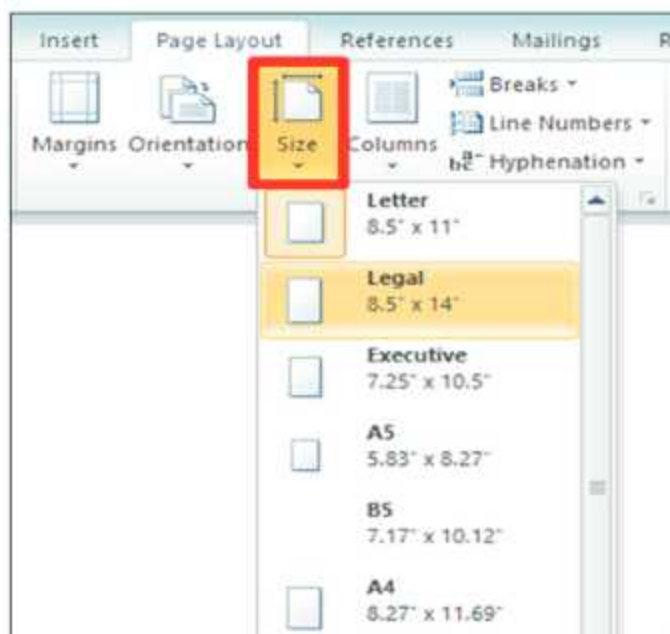 Insert Page Layout References Mailings R
Margins Orientation Size Columns
Breaks
Line Numbers
Hyphenation
Letter
8.5" x 11"
Legal
8.5" x 14"
Executive
7.25" x 10.5"
A5
5.83" x 8.27"
B5
7.17" x 10.12"
A4
8.27" x 11.69"